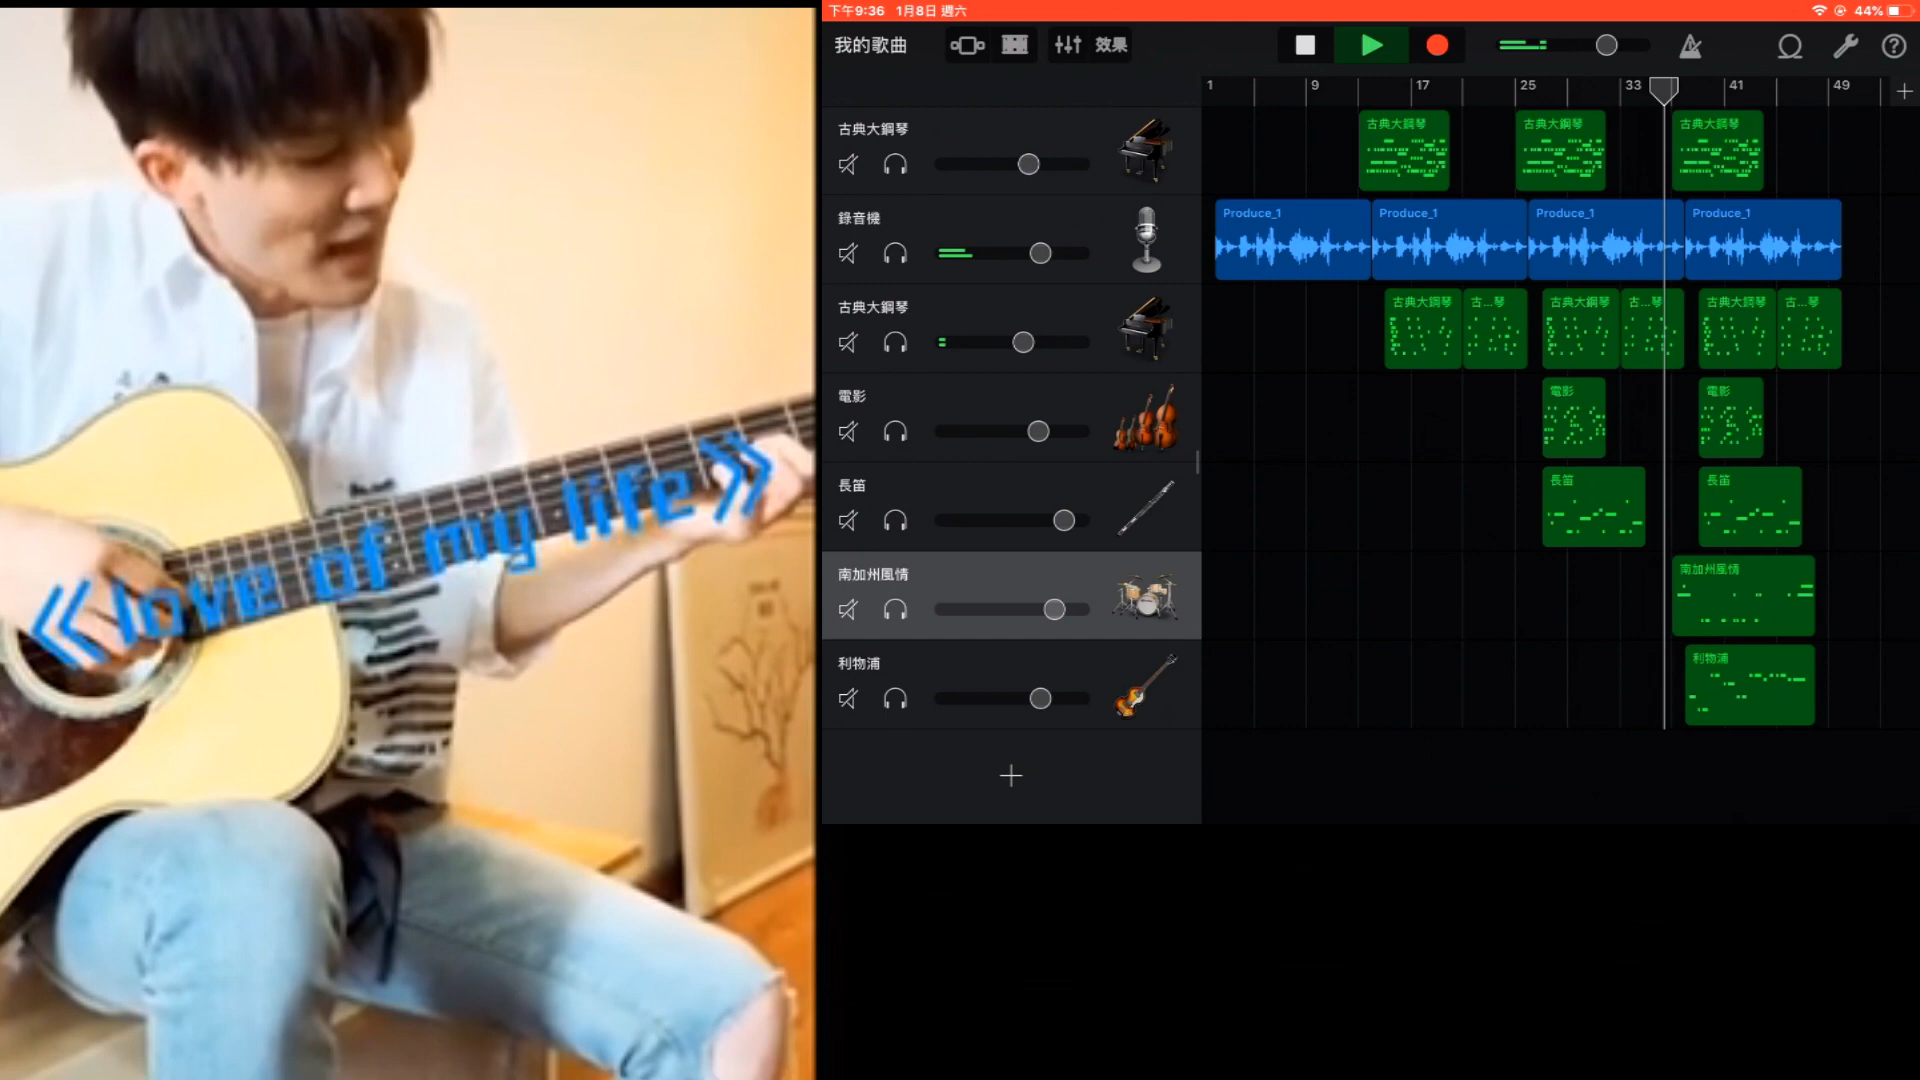 《love of my life》
下午9:36 1月8日 週六
44%
我的歌曲
效果
1 9 17 25 33 41 49
古典大鋼琴
古典大鋼琴 古典大鋼琴 古典大鋼琴
錄音機
Produce_1 Produce_1 Produce_1 Produce_1
古典大鋼琴
古典大鋼琴 古...琴 古典大鋼琴 古...琴 古典大鋼琴 古...琴
電影
電影 電影
長笛
長笛 長笛
南加州風情
南加州風情
利物浦
利物浦